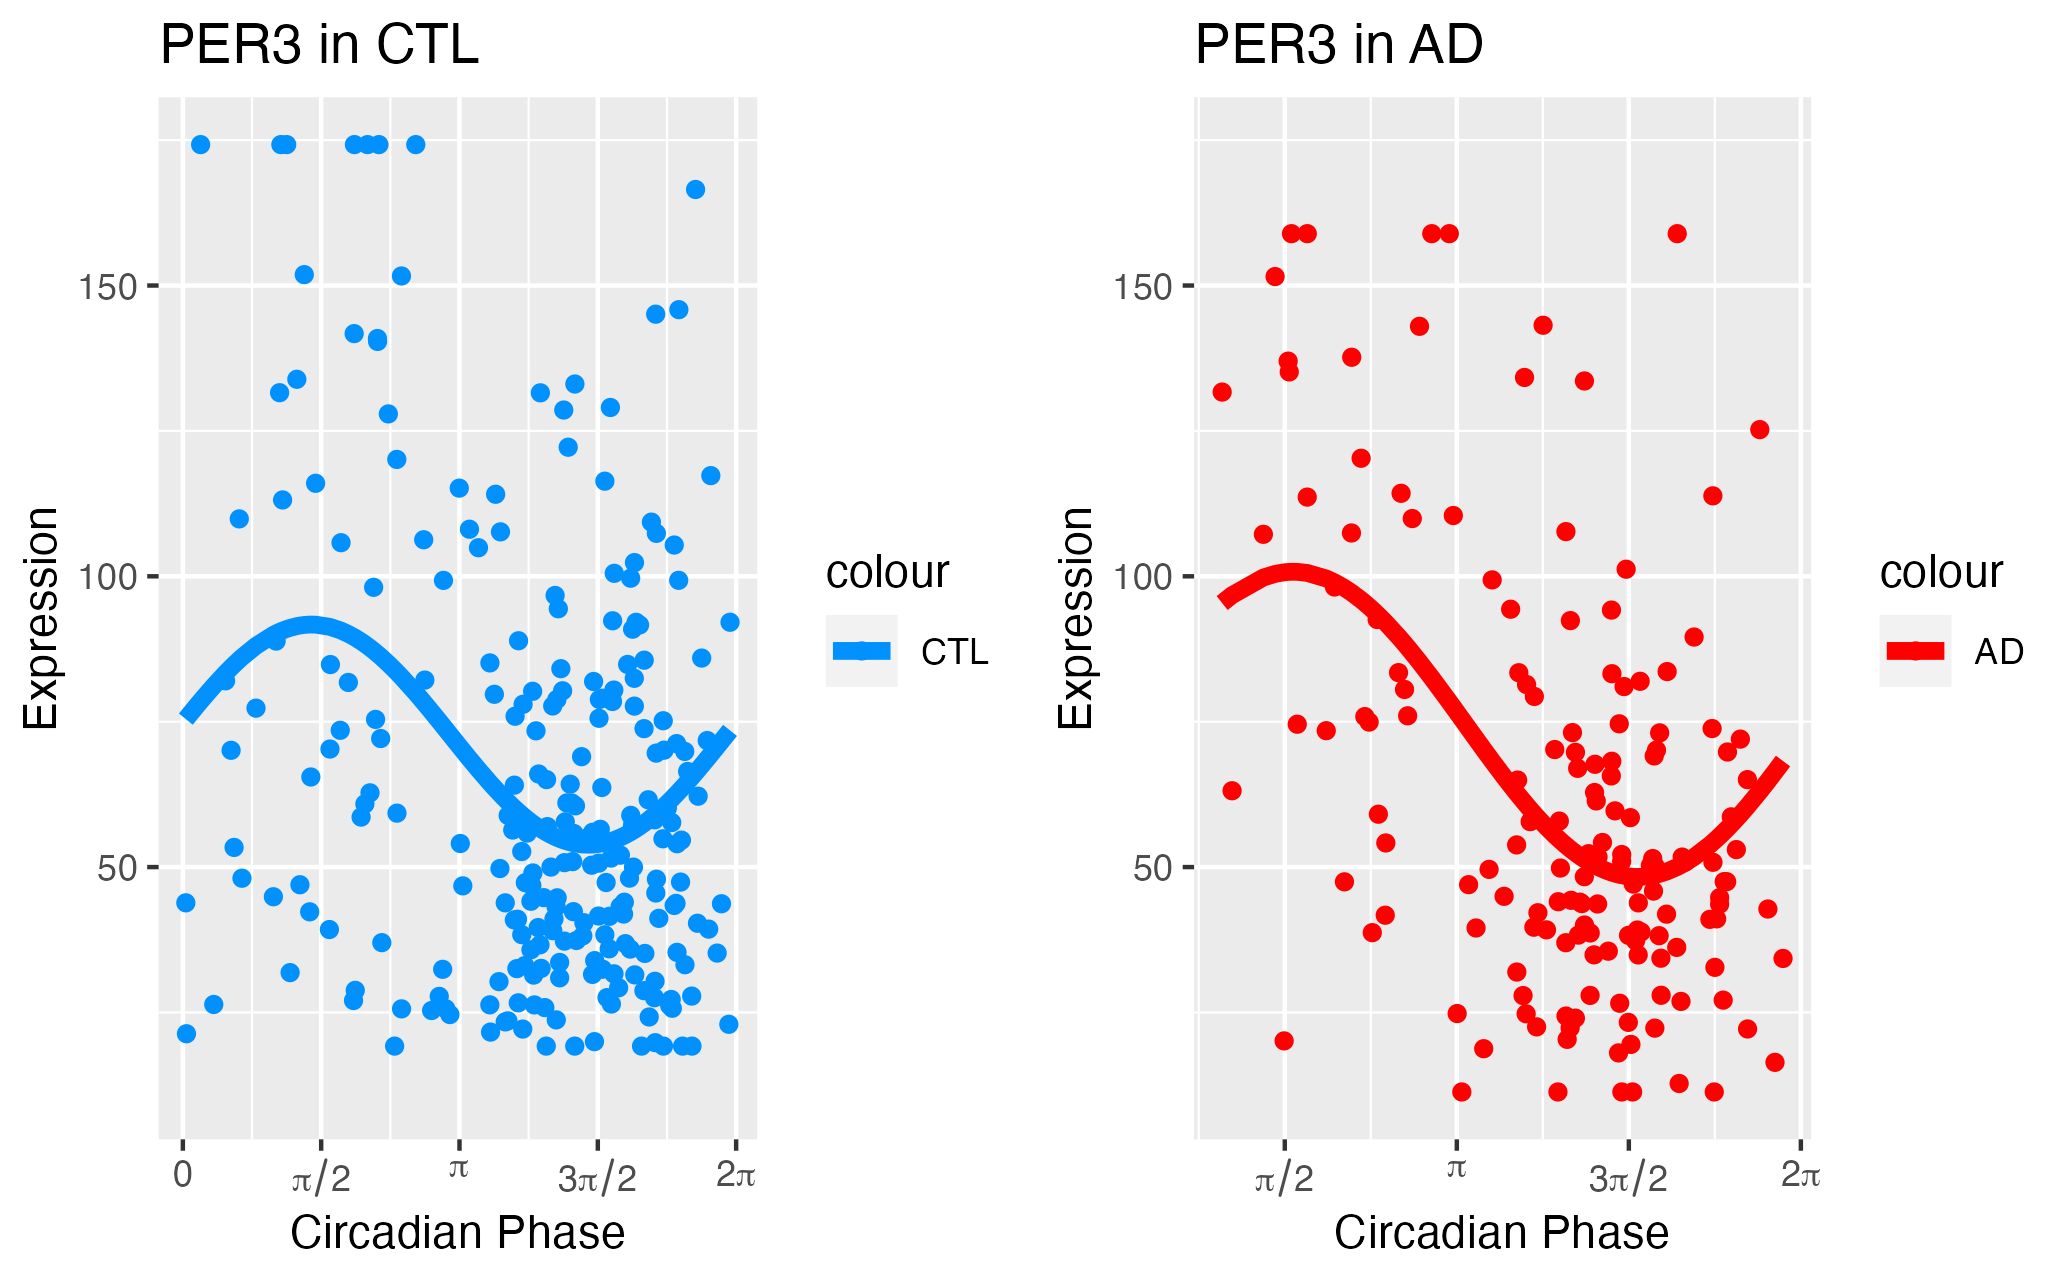 PER3 in CTL
Expression
150
100
50
0
π/2
π
3π/2
2π
Circadian Phase
colour
CTL
PER3 in AD
Expression
150
100
50
π/2
π
3π/2
2π
Circadian Phase
colour
AD